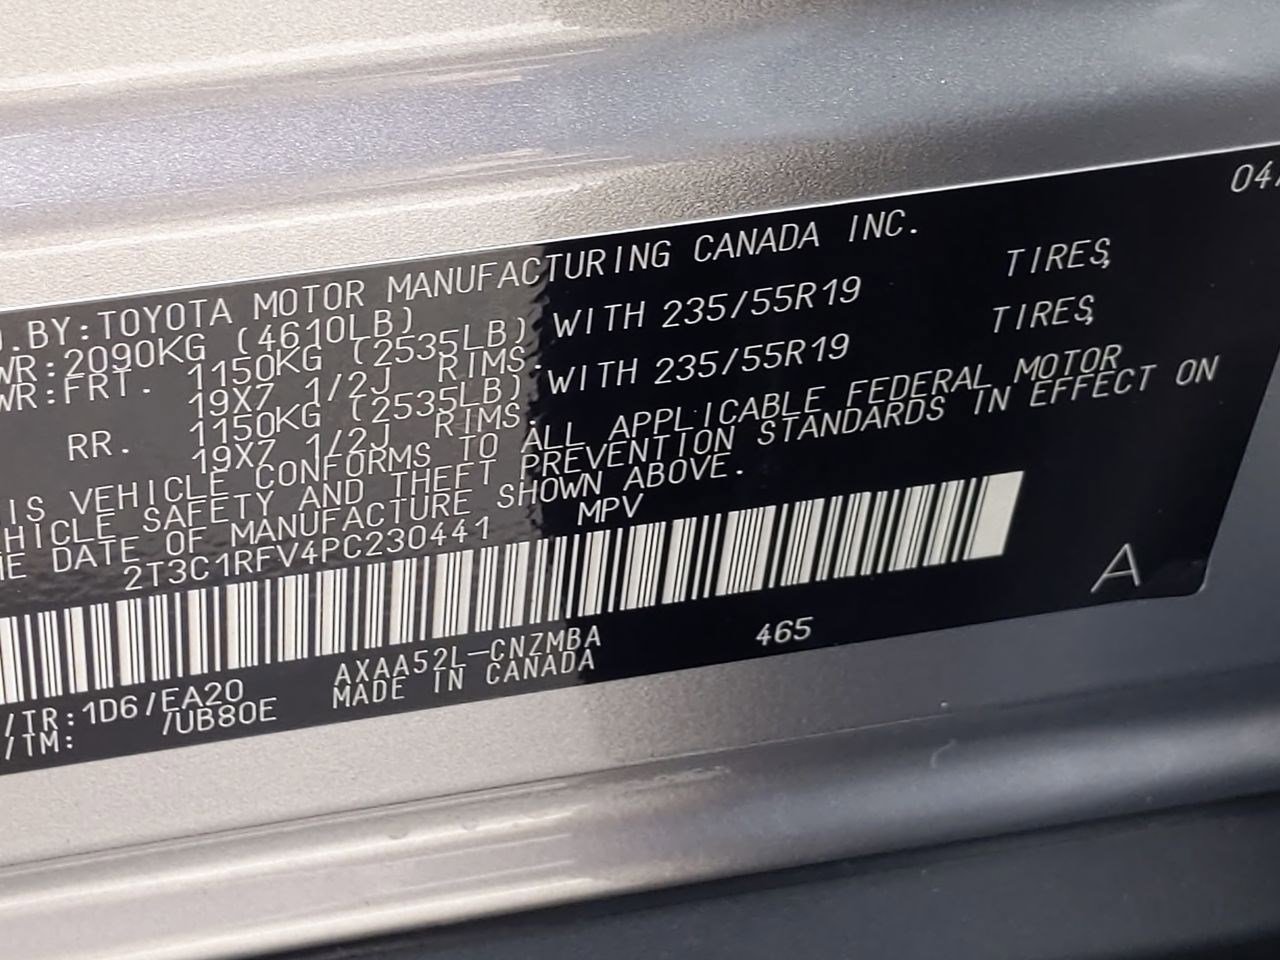 04
.BY:TOYOTA MOTOR MANUFACTURING CANADA INC.
WR:2090KG (4610LB)
WR:FRT. 1150KG (2535LB) WITH 235/55R19 TIRES,
19X7 1/2J RIMS.
RR. 1150KG (2535LB) WITH 235/55R19 TIRES,
19X7 1/2J RIMS.
IS VEHICLE CONFORMS TO ALL APPLICABLE FEDERAL MOTOR
HICLE SAFETY AND THEFT PREVENTION STANDARDS IN EFFECT ON
E DATE OF MANUFACTURE SHOWN ABOVE.
2T3C1RFV4PC230441 MPV
A
/TR:1D6/EA20 AXAA52L-CNZMBA 465
/TM: /UB80E MADE IN CANADA